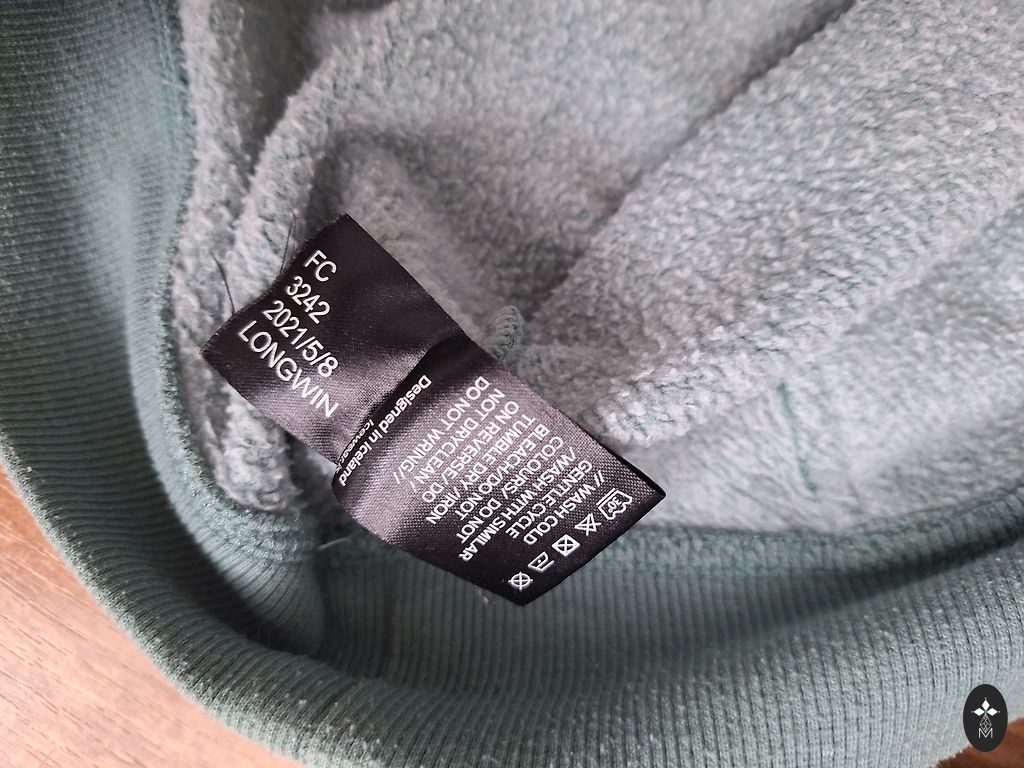 FC
3242
2021/5/8
LONGWIN
Designed in Iceland
// WASH COLD
GENTLE CYCLE
/WASH WITH SIMILAR
COLOURS/ DO NOT
BLEACH/DO NOT
TUMBLE DRY /IRON
ON REVERSE/ DO
NOT DRYCLEAN /
DO NOT WRING//
M